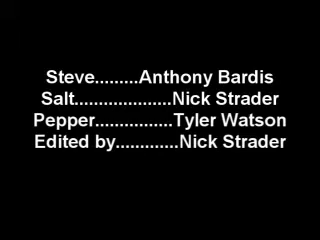 Steve.........Anthony Bardis
Salt....................Nick Strader
Pepper................Tyler Watson
Edited by.............Nick Strader